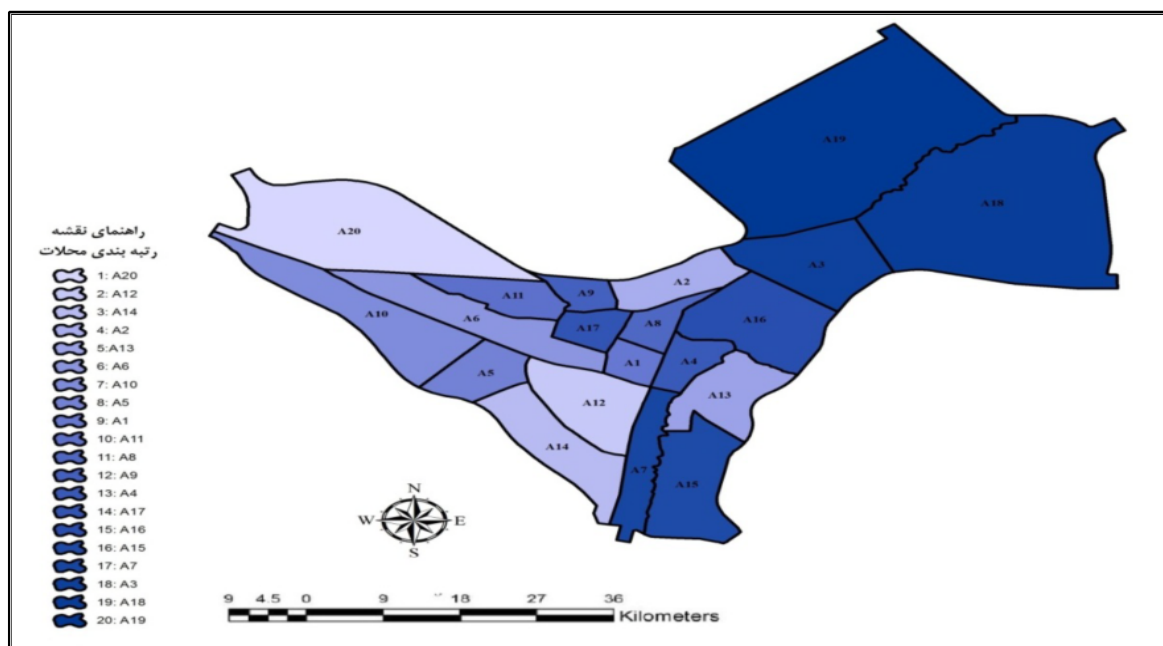 راهنمای نقشه
رتبه بندی محلات
1: A20
2: A12
3: A14
4: A2
5:A13
6: A6
7: A10
8: A5
9: A1
10: A11
11: A8
12: A9
13: A4
14: A17
15: A16
16: A15
17: A7
18: A3
19: A18
20: A19
A19
A18
A20
A3
A2
A9
A11
A10
A6
A17
A8
A16
A1
A4
A5
A13
A12
A14
A7
A15
N
W E
S
9 4.5 0 9 18 27 36
Kilometers